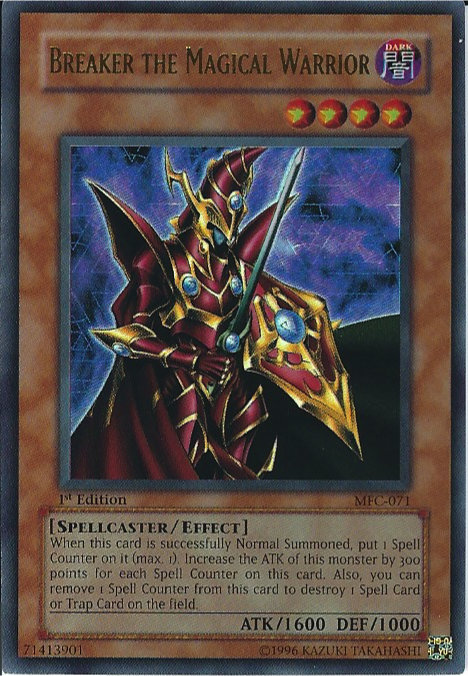 BREAKER THE MAGICAL WARRIOR
DARK
闇
1st Edition
MFC-071
[SPELLCASTER/EFFECT]
When this card is successfully Normal Summoned, put 1 Spell
Counter on it (max. 1). Increase the ATK of this monster by 300
points for each Spell Counter on this card. Also, you can
remove 1 Spell Counter from this card to destroy 1 Spell Card
or Trap Card on the field.
ATK/1600 DEF/1000
71413901
©1996 KAZUKI TAKAHASHI